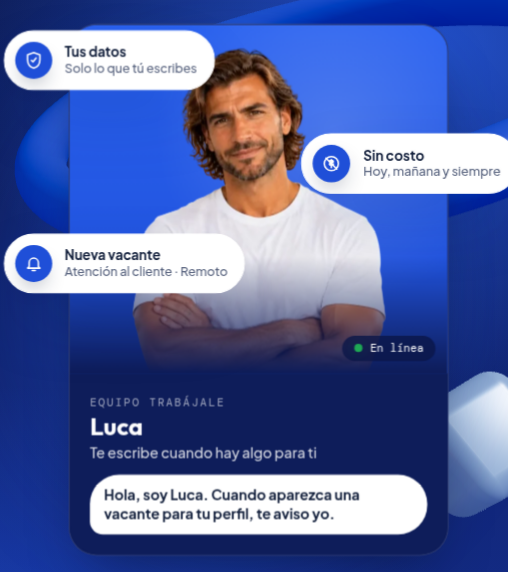 Tus datos
Solo lo que tú escribes
Sin costo
Hoy, mañana y siempre
Nueva vacante
Atención al cliente · Remoto
En línea
EQUIPO TRABÁJALE
Luca
Te escribe cuando hay algo para ti
Hola, soy Luca. Cuando aparezca una
vacante para tu perfil, te aviso yo.